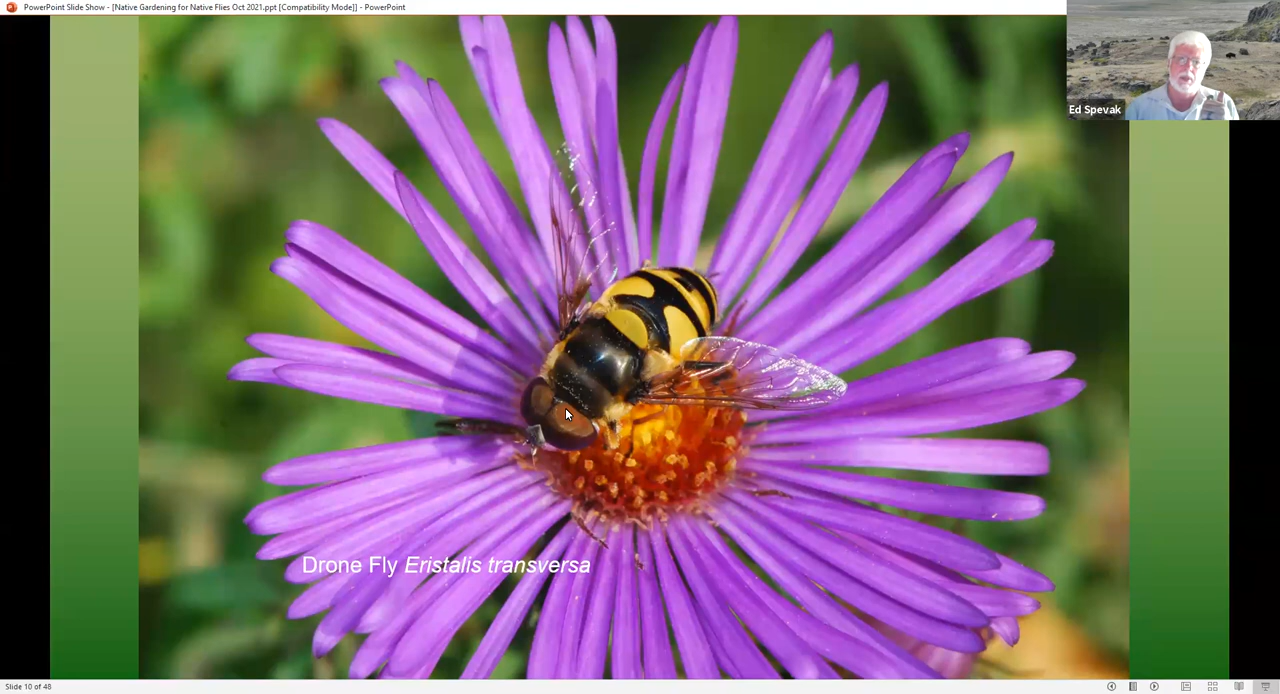 PowerPoint Slide Show - [Native Gardening for Native Flies Oct 2021.ppt [Compatibility Mode]] - PowerPoint
Ed Spevak
Drone Fly Eristalis transversa
Slide 10 of 48